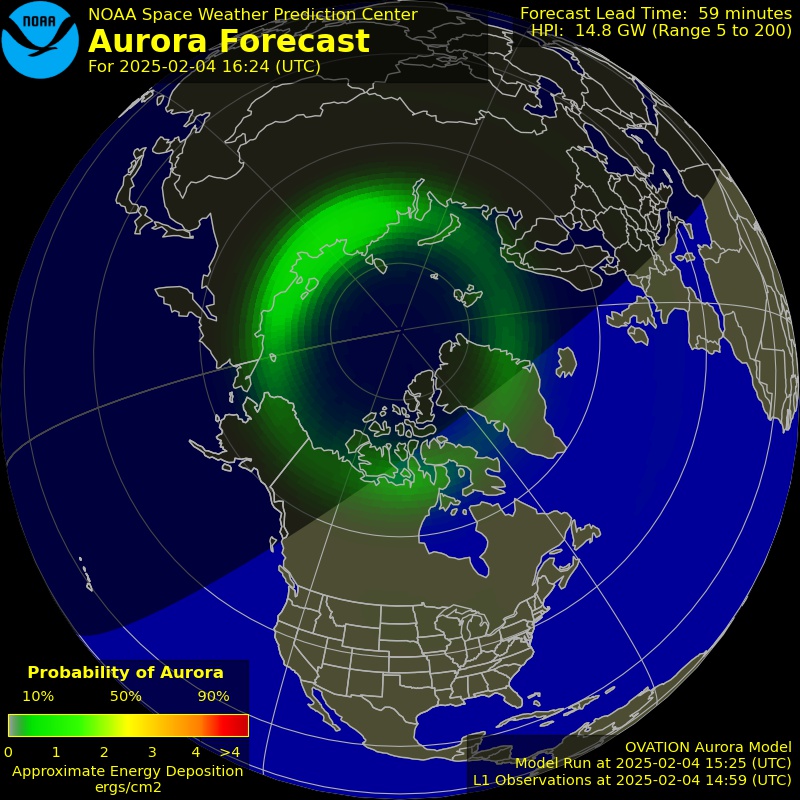 NOAA
NOAA Space Weather Prediction Center
Aurora Forecast
For 2025-02-04 16:24 (UTC)
Forecast Lead Time: 59 minutes
HPI: 14.8 GW (Range 5 to 200)
Probability of Aurora
10% 50% 90%
0 1 2 3 4 >4
Approximate Energy Deposition
ergs/cm2
OVATION Aurora Model
Model Run at 2025-02-04 15:25 (UTC)
L1 Observations at 2025-02-04 14:59 (UTC)